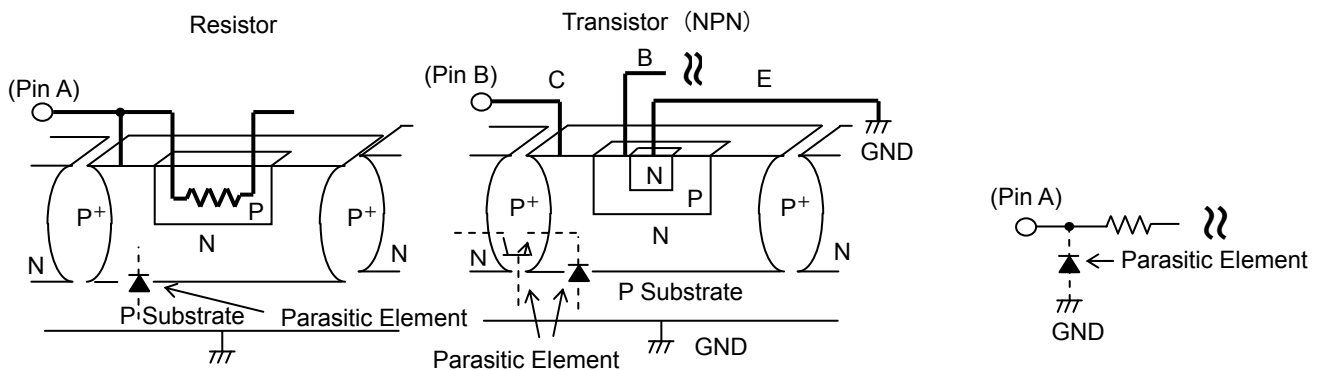 Resistor
Transistor (NPN)
(Pin A)
(Pin B)
C
B
E
GND
P+
P
P+
N
N
N
P+
N
P
P+
N
N
N
P Substrate
Parasitic Element
P Substrate
Parasitic Element
GND
(Pin A)
Parasitic Element
GND